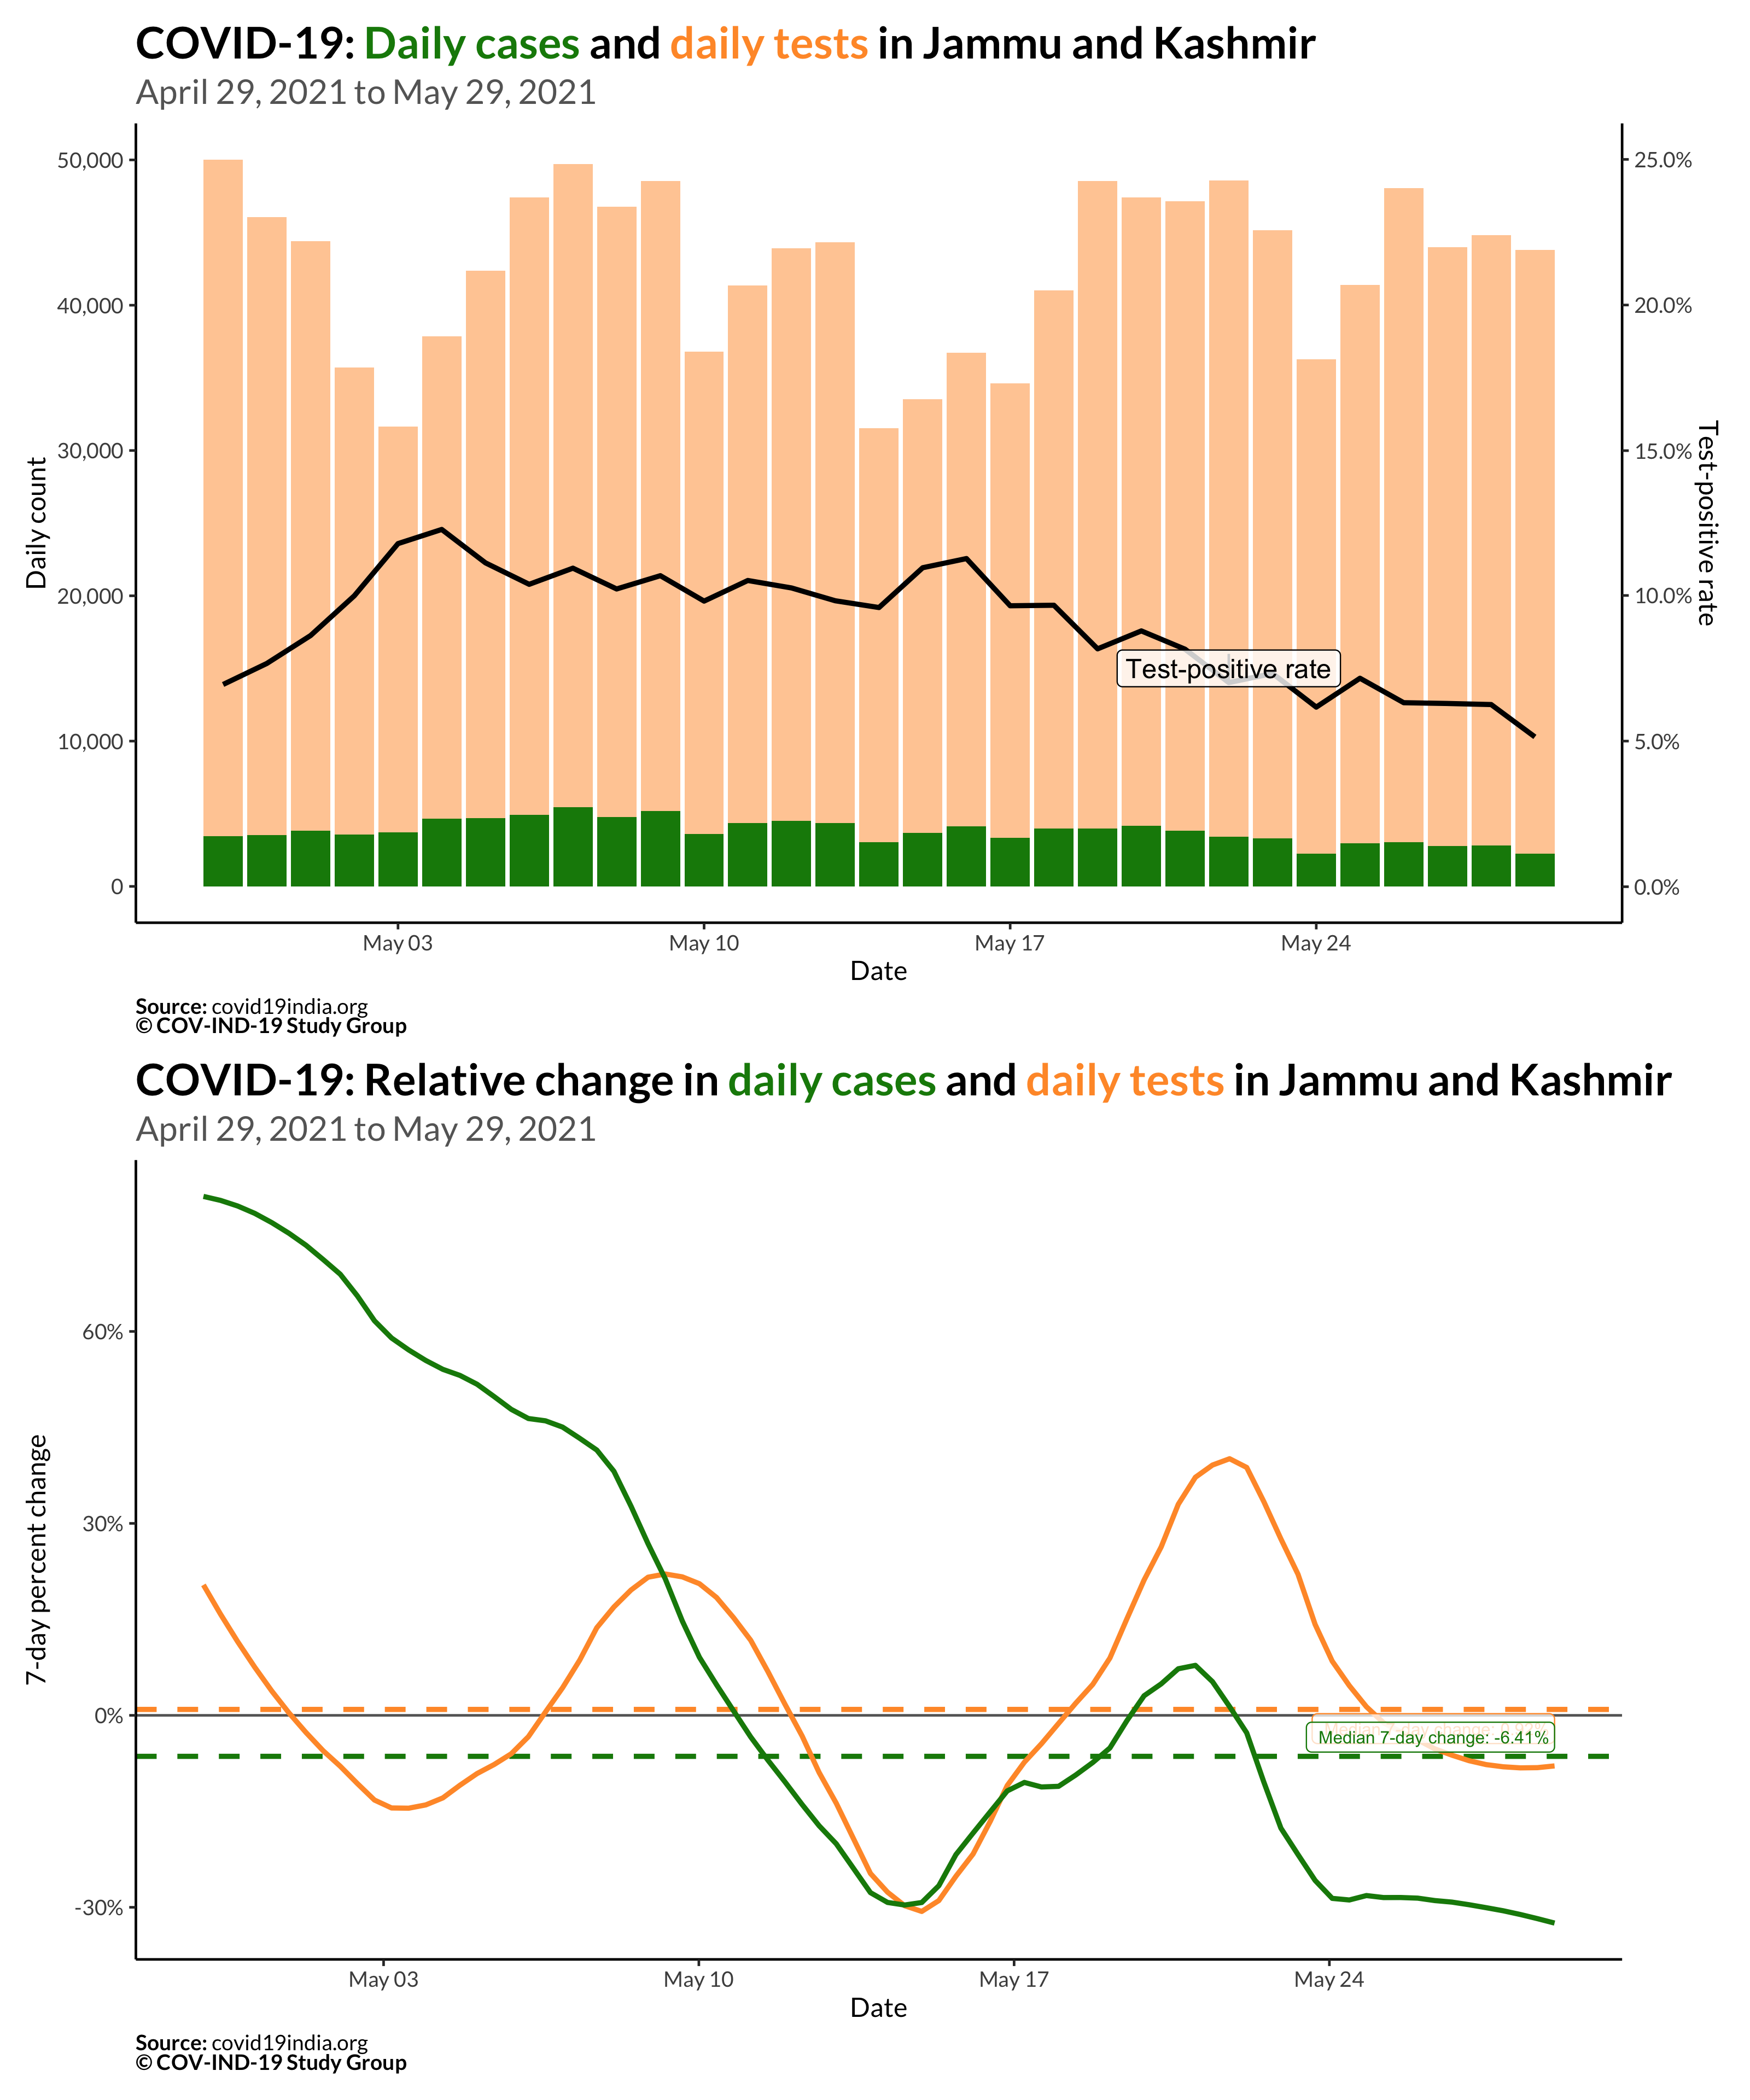 COVID-19: Daily cases and daily tests in Jammu and Kashmir
April 29, 2021 to May 29, 2021
50,000
40,000
30,000
20,000
10,000
0
Daily count
25.0%
20.0%
15.0%
10.0%
5.0%
0.0%
Test-positive rate
Test-positive rate
May 03
May 10
May 17
May 24
Date
Source: covid19india.org
© COV-IND-19 Study Group
COVID-19: Relative change in daily cases and daily tests in Jammu and Kashmir
April 29, 2021 to May 29, 2021
60%
30%
0%
-30%
7-day percent change
Median 7-day change:
Median 7-day change: -6.41%
May 03
May 10
May 17
May 24
Date
Source: covid19india.org
© COV-IND-19 Study Group